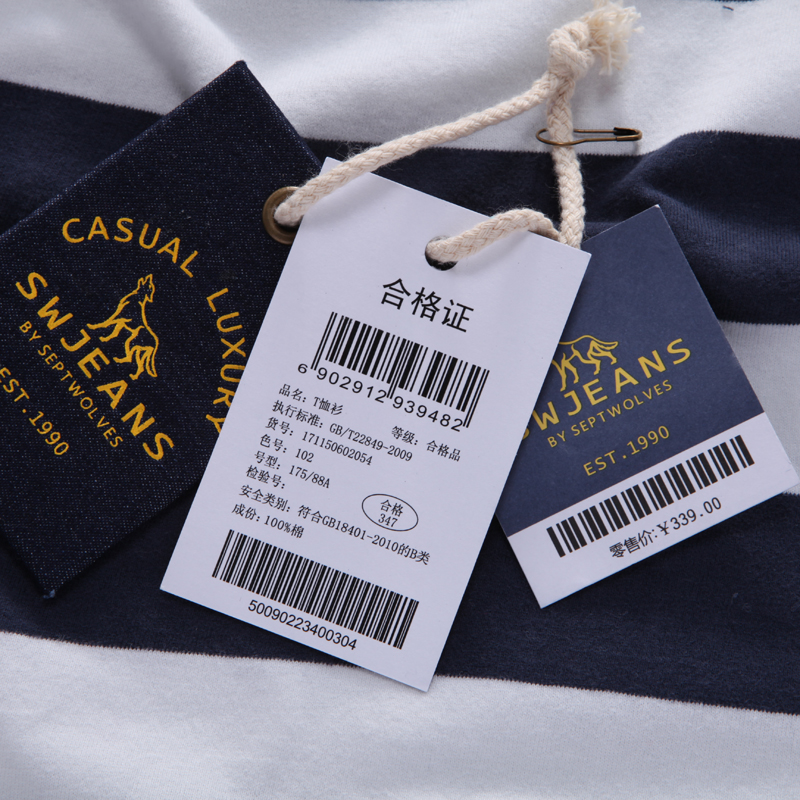 CASUAL LUXURY
SWJEANS
BY SEPTWOLVES
EST.1990
合格证
6 902912 939482
品名：T恤衫
执行标准：GB/T22849-2009 等级：合格品
货号：171150602054
色号：102
号型：175/88A
检验号：
合格
347
安全类别：符合GB18401-2010的B类
成份：100%棉
50090223400304
SWJEANS
BY SEPTWOLVES
EST.1990
零售价:¥339.00